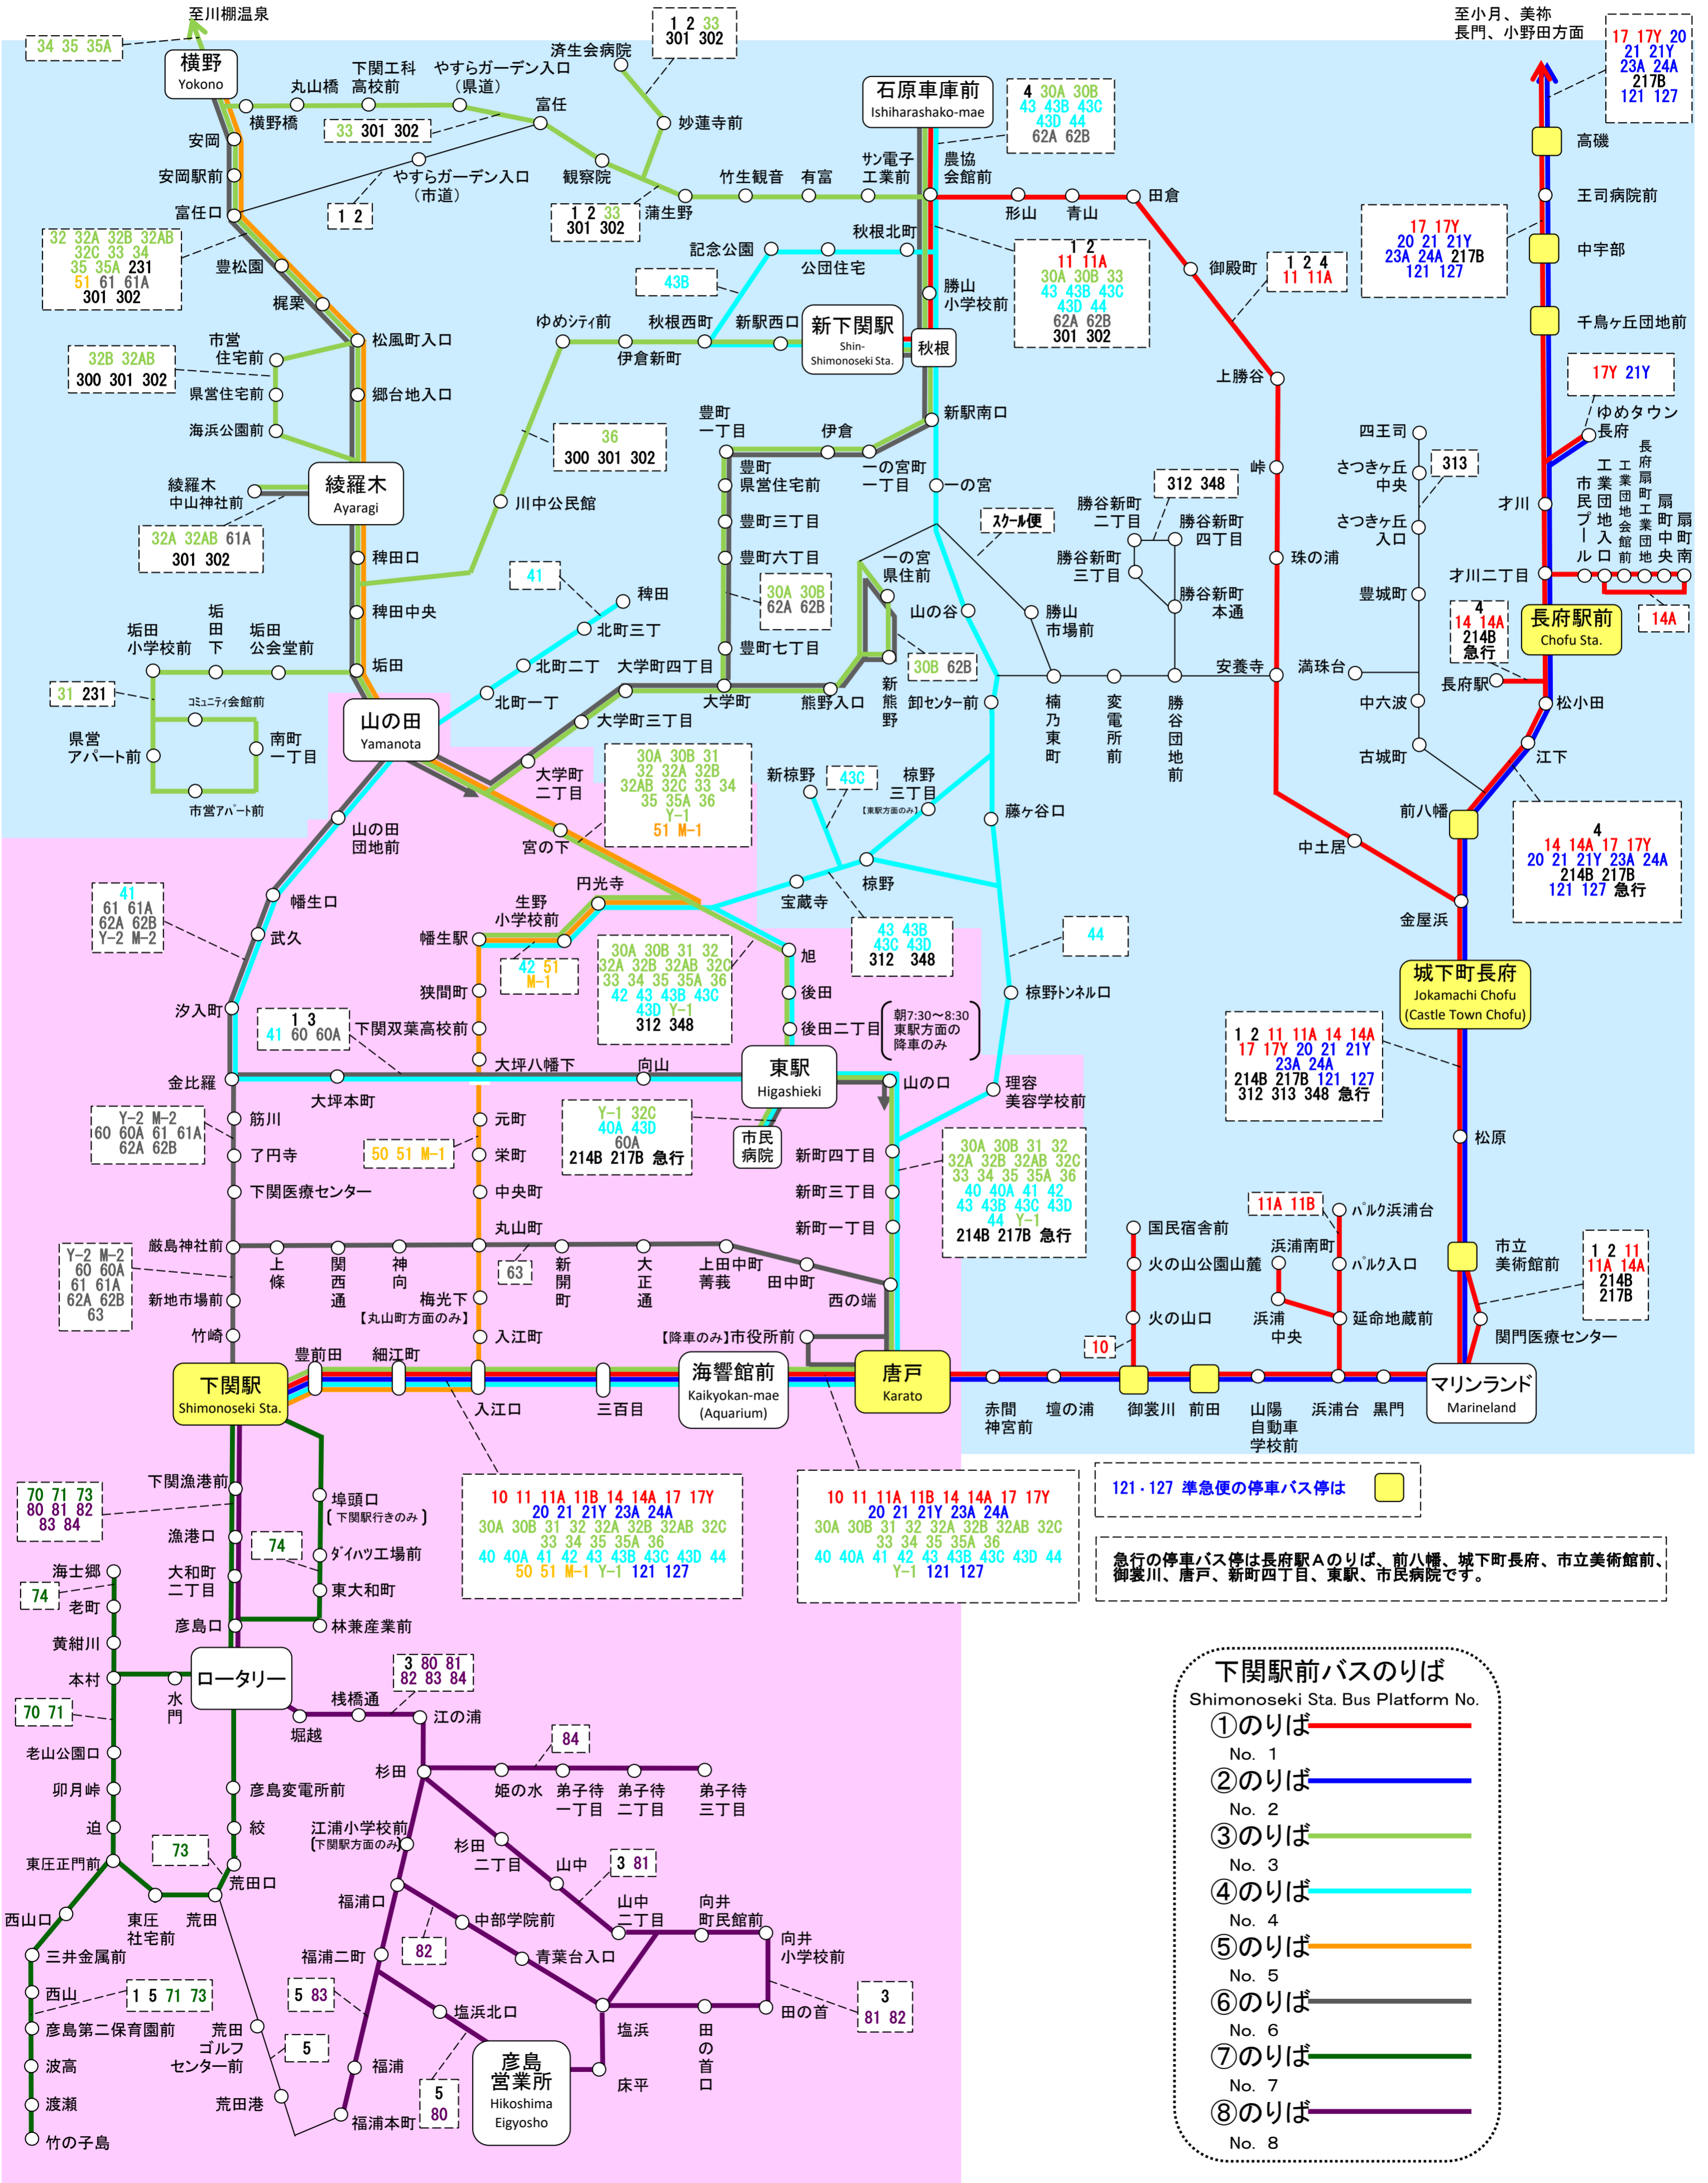 至川棚温泉
34 35 35A
横野
Yokono
丸山橋
下関工科
高校前
やすらガーデン入口
（県道）
済生会病院
1 2 33
301 302
富任
妙蓮寺前
横野橋
33 301 302
安岡
安岡駅前
やすらガーデン入口
（市道）
観察院
富任口
1 2
1 2 33
301 302
蒲生野
竹生観音
有富
サン電子
工業前
農協
会館前
石原車庫前
Ishiharashako-mae
4 30A 30B
43 43B 43C
43D 44
62A 62B
形山
青山
田倉
至小月、美祢
長門、小野田方面
17 17Y 20
21 21Y
23A 24A
217B
121 127
高磯
王司病院前
17 17Y
20 21 21Y
23A 24A 217B
121 127
中宇部
千鳥ヶ丘団地前
17Y 21Y
ゆめタウン
長府
32 32A 32B 32AB
32C 33 34
35 35A 231
51 61 61A
301 302
豊松園
梶栗
市営
住宅前
松風町入口
32B 32AB
300 301 302
県営住宅前
郷台地入口
海浜公園前
綾羅木
中山神社前
綾羅木
Ayaragi
32A 32AB 61A
301 302
稗田口
稗田中央
記念公園
秋根北町
公団住宅
43B
ゆめシティ前
秋根西町
新駅西口
伊倉新町
新下関駅
Shin-
Shimonoseki Sta.
秋根
勝山
小学校前
1 2
11 11A
30A 30B 33
43 43B 43C
43D 44
62A 62B
301 302
御殿町
1 2 4
11 11A
上勝谷
36
300 301 302
川中公民館
豊町
一丁目
伊倉
新駅南口
豊町
県営住宅前
一の宮町
一丁目
一の宮
豊町三丁目
豊町六丁目
30A 30B
62A 62B
豊町七丁目
スクール便
一の宮
県住前
30B 62B
新熊野
山の谷
勝山
市場前
勝谷新町
二丁目
312 348
勝谷新町
四丁目
勝谷新町
三丁目
勝谷新町
本通
峠
珠の浦
安養寺
四王司
さつきヶ丘
中央
313
さつきヶ丘
入口
豊城町
満珠台
中六波
古城町
才川
市民プール
工業団地入口
工業団地会館前
長府扇町工業団地
扇町中央
扇町南
才川二丁目
14A
4
14 14A
214B
急行
長府駅前
Chofu Sta.
長府駅
松小田
江下
41
稗田
北町三丁
北町二丁
北町一丁
垢田
小学校前
垢田下
垢田
公会堂前
垢田
31 231
コミュニティ会館前
県営
アパート前
南町
一丁目
市営アパート前
山の田
Yamanota
大学町四丁目
大学町三丁目
大学町
二丁目
大学町
熊野入口
卸センター前
楠乃東町
変電所前
勝谷団地前
30A 30B 31
32 32A 32B
32AB 32C 33 34
35 35A 36
Y-1
51 M-1
新椋野
43C
椋野
三丁目
【東駅方面のみ】
藤ヶ谷口
前八幡
中土居
4
14 14A 17 17Y
20 21 21Y 23A 24A
214B 217B
121 127 急行
金屋浜
山の田
団地前
宮の下
幡生口
円光寺
生野
小学校前
宝蔵寺
椋野
41
61 61A
62A 62B
Y-2 M-2
武久
幡生駅
42 51
M-1
30A 30B 31 32
32A 32B 32AB 32C
33 34 35 35A 36
42 43 43B 43C
43D Y-1
312 348
旭
43 43B
43C 43D
312 348
44
城下町長府
Jokamachi Chofu
(Castle Town Chofu)
狭間町
後田
椋野トンネル口
汐入町
1 3
41 60 60A
下関双葉高校前
後田二丁目
朝7:30～8:30
東駅方面の
降車のみ
大坪八幡下
向山
東駅
Higashieki
山の口
理容
美容学校前
1 2 11 11A 14 14A
17 17Y 20 21 21Y
23A 24A
214B 217B 121 127
312 313 348 急行
金比羅
大坪本町
筋川
Y-2 M-2
60 60A 61 61A
62A 62B
了円寺
50 51 M-1
元町
栄町
Y-1 32C
40A 43D
60A
214B 217B 急行
市民
病院
新町四丁目
30A 30B 31 32
32A 32B 32AB 32C
33 34 35 35A 36
40 40A 41 42
43 43B 43C 43D
44 Y-1
214B 217B 急行
松原
下関医療センター
中央町
新町三丁目
丸山町
新町一丁目
厳島神社前
上條
関西通
神向
63
新開町
大正通
上田中町
菁莪
田中町
Y-2 M-2
60 60A
61 61A
62A 62B
63
新地市場前
竹崎
梅光下
【丸山町方面のみ】
入江町
西の端
【降車のみ】市役所前
国民宿舎前
火の山公園山麓
火の山口
10
11A 11B
パルク浜浦台
浜浦南町
パルク入口
浜浦
中央
延命地蔵前
市立
美術館前
1 2 11
11A 14A
214B
217B
関門医療センター
下関駅
Shimonoseki Sta.
豊前田
細江町
入江口
三百目
海響館前
Kaikyokan-mae
(Aquarium)
唐戸
Karato
赤間
神宮前
壇の浦
御裳川
前田
山陽
自動車
学校前
浜浦台
黒門
マリンランド
Marineland
10 11 11A 11B 14 14A 17 17Y
20 21 21Y 23A 24A
30A 30B 31 32 32A 32B 32AB 32C
33 34 35 35A 36
40 40A 41 42 43 43B 43C 43D 44
50 51 M-1 Y-1 121 127
10 11 11A 11B 14 14A 17 17Y
20 21 21Y 23A 24A
30A 30B 31 32 32A 32B 32AB 32C
33 34 35 35A 36
40 40A 41 42 43 43B 43C 43D 44
Y-1 121 127
121・127 準急便の停車バス停は
急行の停車バス停は長府駅Aのりば、前八幡、城下町長府、市立美術館前、
御裳川、唐戸、新町四丁目、東駅、市民病院です。
下関漁港前
70 71 73
80 81 82
83 84
埠頭口
〔下関駅行きのみ〕
漁港口
74
ダイハツ工場前
海士郷
74
老町
大和町
二丁目
東大和町
彦島口
林兼産業前
黄紺川
本村
水門
ロータリー
3 80 81
82 83 84
桟橋通
堀越
江の浦
70 71
老山公園口
卯月峠
迫
彦島変電所前
84
杉田
姫の水
弟子待
一丁目
弟子待
二丁目
弟子待
三丁目
江浦小学校前
〔下関駅方面のみ〕
絞
73
東圧正門前
荒田口
杉田
二丁目
山中
3 81
福浦口
西山口
東圧
社宅前
荒田
中部学院前
山中
二丁目
向井
町民館前
向井
小学校前
82
福浦二町
青葉台入口
三井金属前
西山
1 5 71 73
5 83
塩浜北口
3
81 82
田の首
彦島第二保育園前
荒田
ゴルフ
センター前
5
塩浜
田の首口
波高
福浦
5
80
彦島
営業所
Hikoshima
Eigyosho
床平
渡瀬
荒田港
福浦本町
竹の子島
下関駅前バスのりば
Shimonoseki Sta. Bus Platform No.
①のりば
No. 1
②のりば
No. 2
③のりば
No. 3
④のりば
No. 4
⑤のりば
No. 5
⑥のりば
No. 6
⑦のりば
No. 7
⑧のりば
No. 8